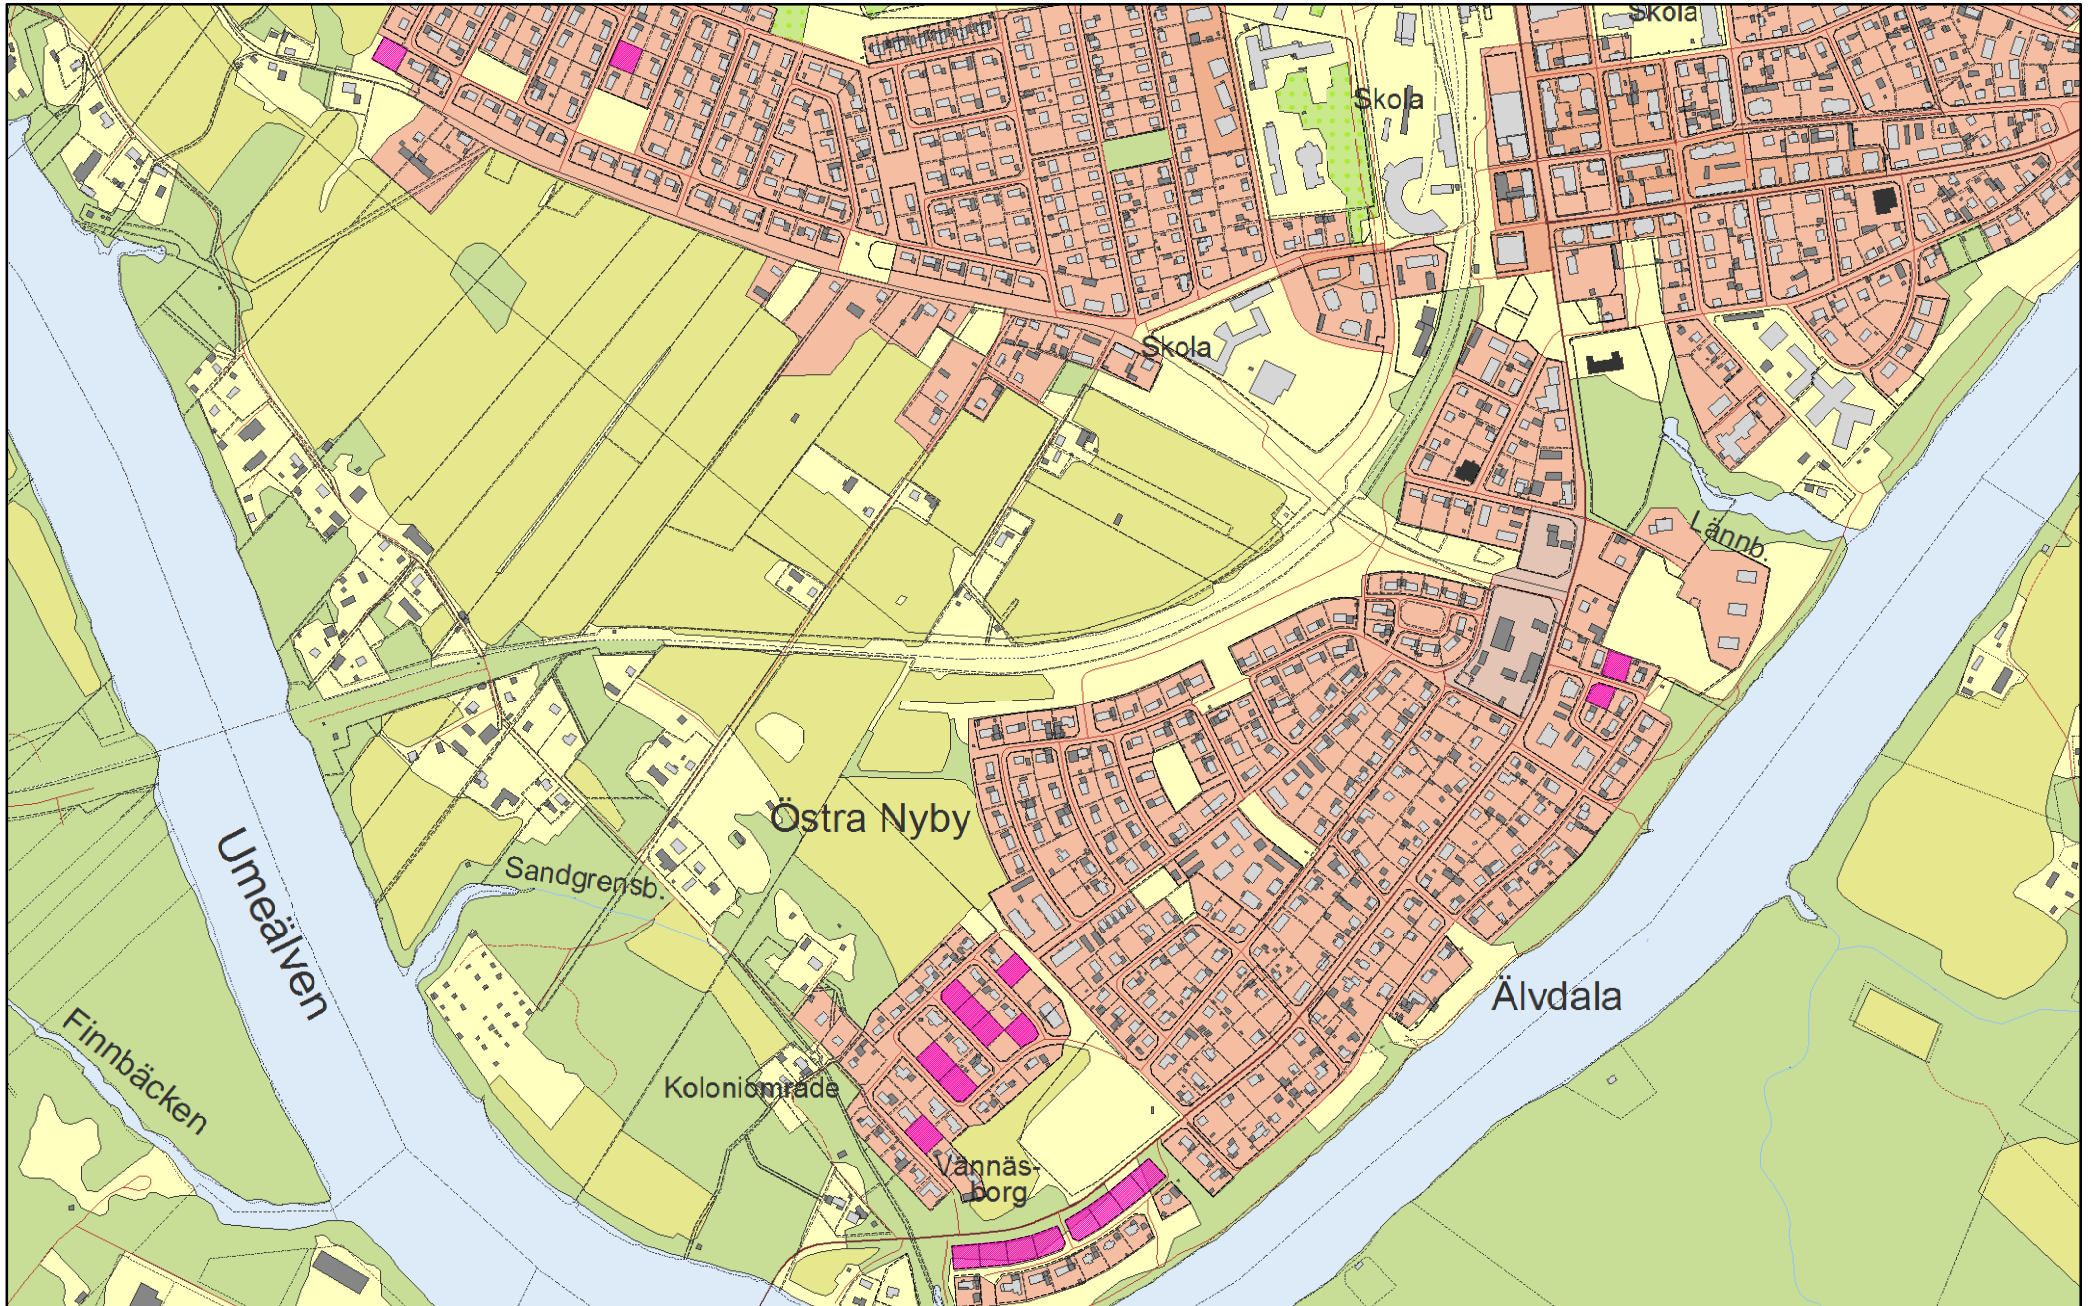 Skola
Skola
Skola
Lännb.
Östra Nyby
Sandgrensb.
Umeälven
Älvdala
Finnbäcken
Koloniområde
Vännäs-
borg